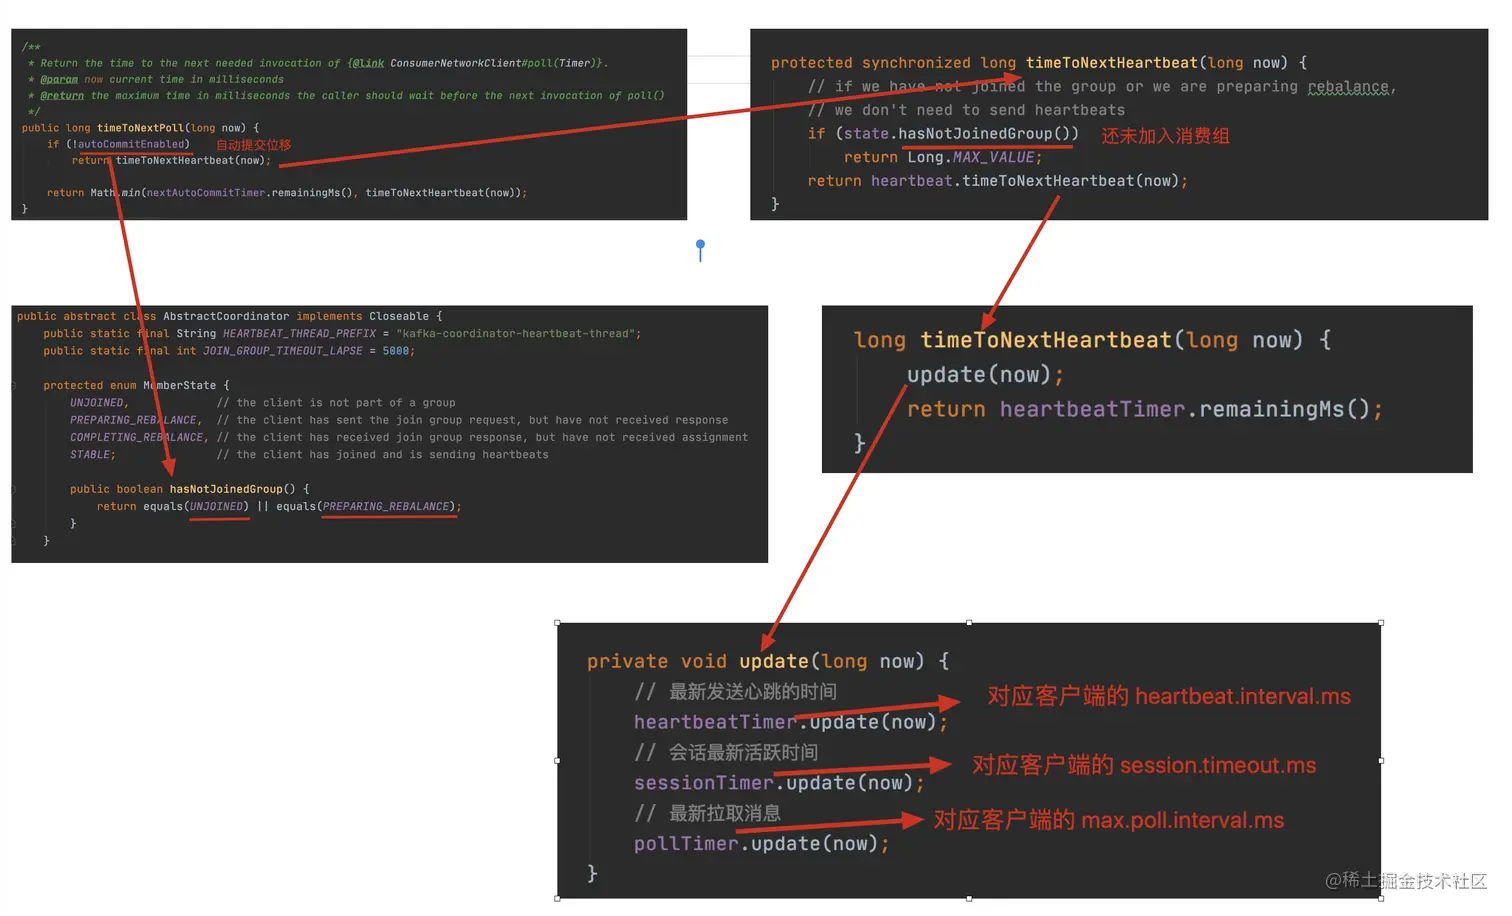 /**
 * Return the time to the next needed invocation of {@link ConsumerNetworkClient#poll(Timer)}.
 * @param now current time in milliseconds
 * @return the maximum time in milliseconds the caller should wait before the next invocation of poll()
 */
public long timeToNextPoll(long now) {
if (!autoCommitEnabled) 自动提交位移
return timeToNextHeartbeat(now);
return Math.min(nextAutoCommitTimer.remainingMs(), timeToNextHeartbeat(now));
}
protected synchronized long timeToNextHeartbeat(long now) {
// if we have not joined the group or we are preparing rebalance,
// we don't need to send heartbeats
if (state.hasNotJoinedGroup()) 还未加入消费组
return Long.MAX_VALUE;
return heartbeat.timeToNextHeartbeat(now);
}
public abstract class AbstractCoordinator implements Closeable {
public static final String HEARTBEAT_THREAD_PREFIX = "kafka-coordinator-heartbeat-thread";
public static final int JOIN_GROUP_TIMEOUT_LAPSE = 5000;
protected enum MemberState {
UNJOINED, // the client is not part of a group
PREPARING_REBALANCE, // the client has sent the join group request, but have not received response
COMPLETING_REBALANCE, // the client has received join group response, but have not received assignment
STABLE; // the client has joined and is sending heartbeats
public boolean hasNotJoinedGroup() {
return equals(UNJOINED) || equals(PREPARING_REBALANCE);
}
}
long timeToNextHeartbeat(long now) {
update(now);
return heartbeatTimer.remainingMs();
}
private void update(long now) {
// 最新发送心跳的时间
heartbeatTimer.update(now); 对应客户端的 heartbeat.interval.ms
// 会话最新活跃时间
sessionTimer.update(now); 对应客户端的 session.timeout.ms
// 最新拉取消息
pollTimer.update(now); 对应客户端的 max.poll.interval.ms
}
@稀土掘金技术社区